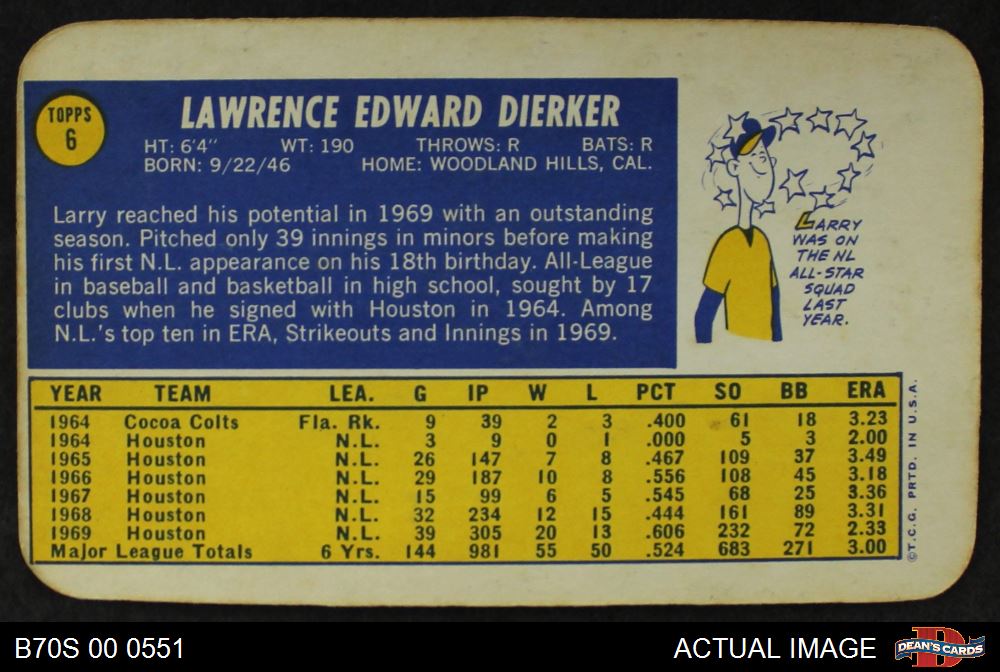 TOPPS
6
LAWRENCE EDWARD DIERKER
HT: 6'4" WT: 190 THROWS: R BATS: R
BORN: 9/22/46 HOME: WOODLAND HILLS, CAL.
Larry reached his potential in 1969 with an outstanding
season. Pitched only 39 innings in minors before making
his first N.L. appearance on his 18th birthday. All-League
in baseball and basketball in high school, sought by 17
clubs when he signed with Houston in 1964. Among
N.L.'s top ten in ERA, Strikeouts and Innings in 1969.
LARRY
WAS ON
THE NL
ALL-STAR
SQUAD
LAST
YEAR.
YEAR TEAM LEA. G IP W L PCT SO BB ERA
1964 Cocoa Colts Fla. Rk. 9 39 2 3 .400 61 18 3.23
1964 Houston N.L. 3 9 0 1 .000 5 3 2.00
1965 Houston N.L. 26 147 7 8 .467 109 37 3.49
1966 Houston N.L. 29 187 10 8 .556 108 45 3.18
1967 Houston N.L. 15 99 6 5 .545 68 25 3.36
1968 Houston N.L. 32 234 12 15 .444 161 89 3.31
1969 Houston N.L. 39 305 20 13 .606 232 72 2.33
Major League Totals 6 Yrs. 144 981 55 50 .524 683 271 3.00
©T.C.G. PRTD. IN U.S.A.
B70S 00 0551
ACTUAL IMAGE
D
DEAN'S CARDS